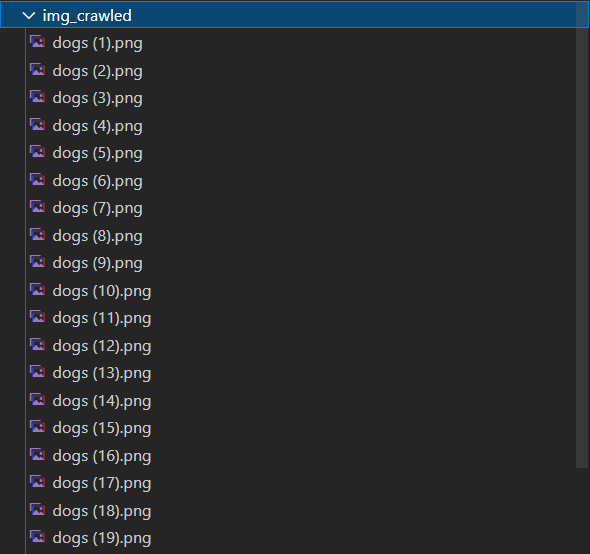 img_crawled
dogs (1).png
dogs (2).png
dogs (3).png
dogs (4).png
dogs (5).png
dogs (6).png
dogs (7).png
dogs (8).png
dogs (9).png
dogs (10).png
dogs (11).png
dogs (12).png
dogs (13).png
dogs (14).png
dogs (15).png
dogs (16).png
dogs (17).png
dogs (18).png
dogs (19).png